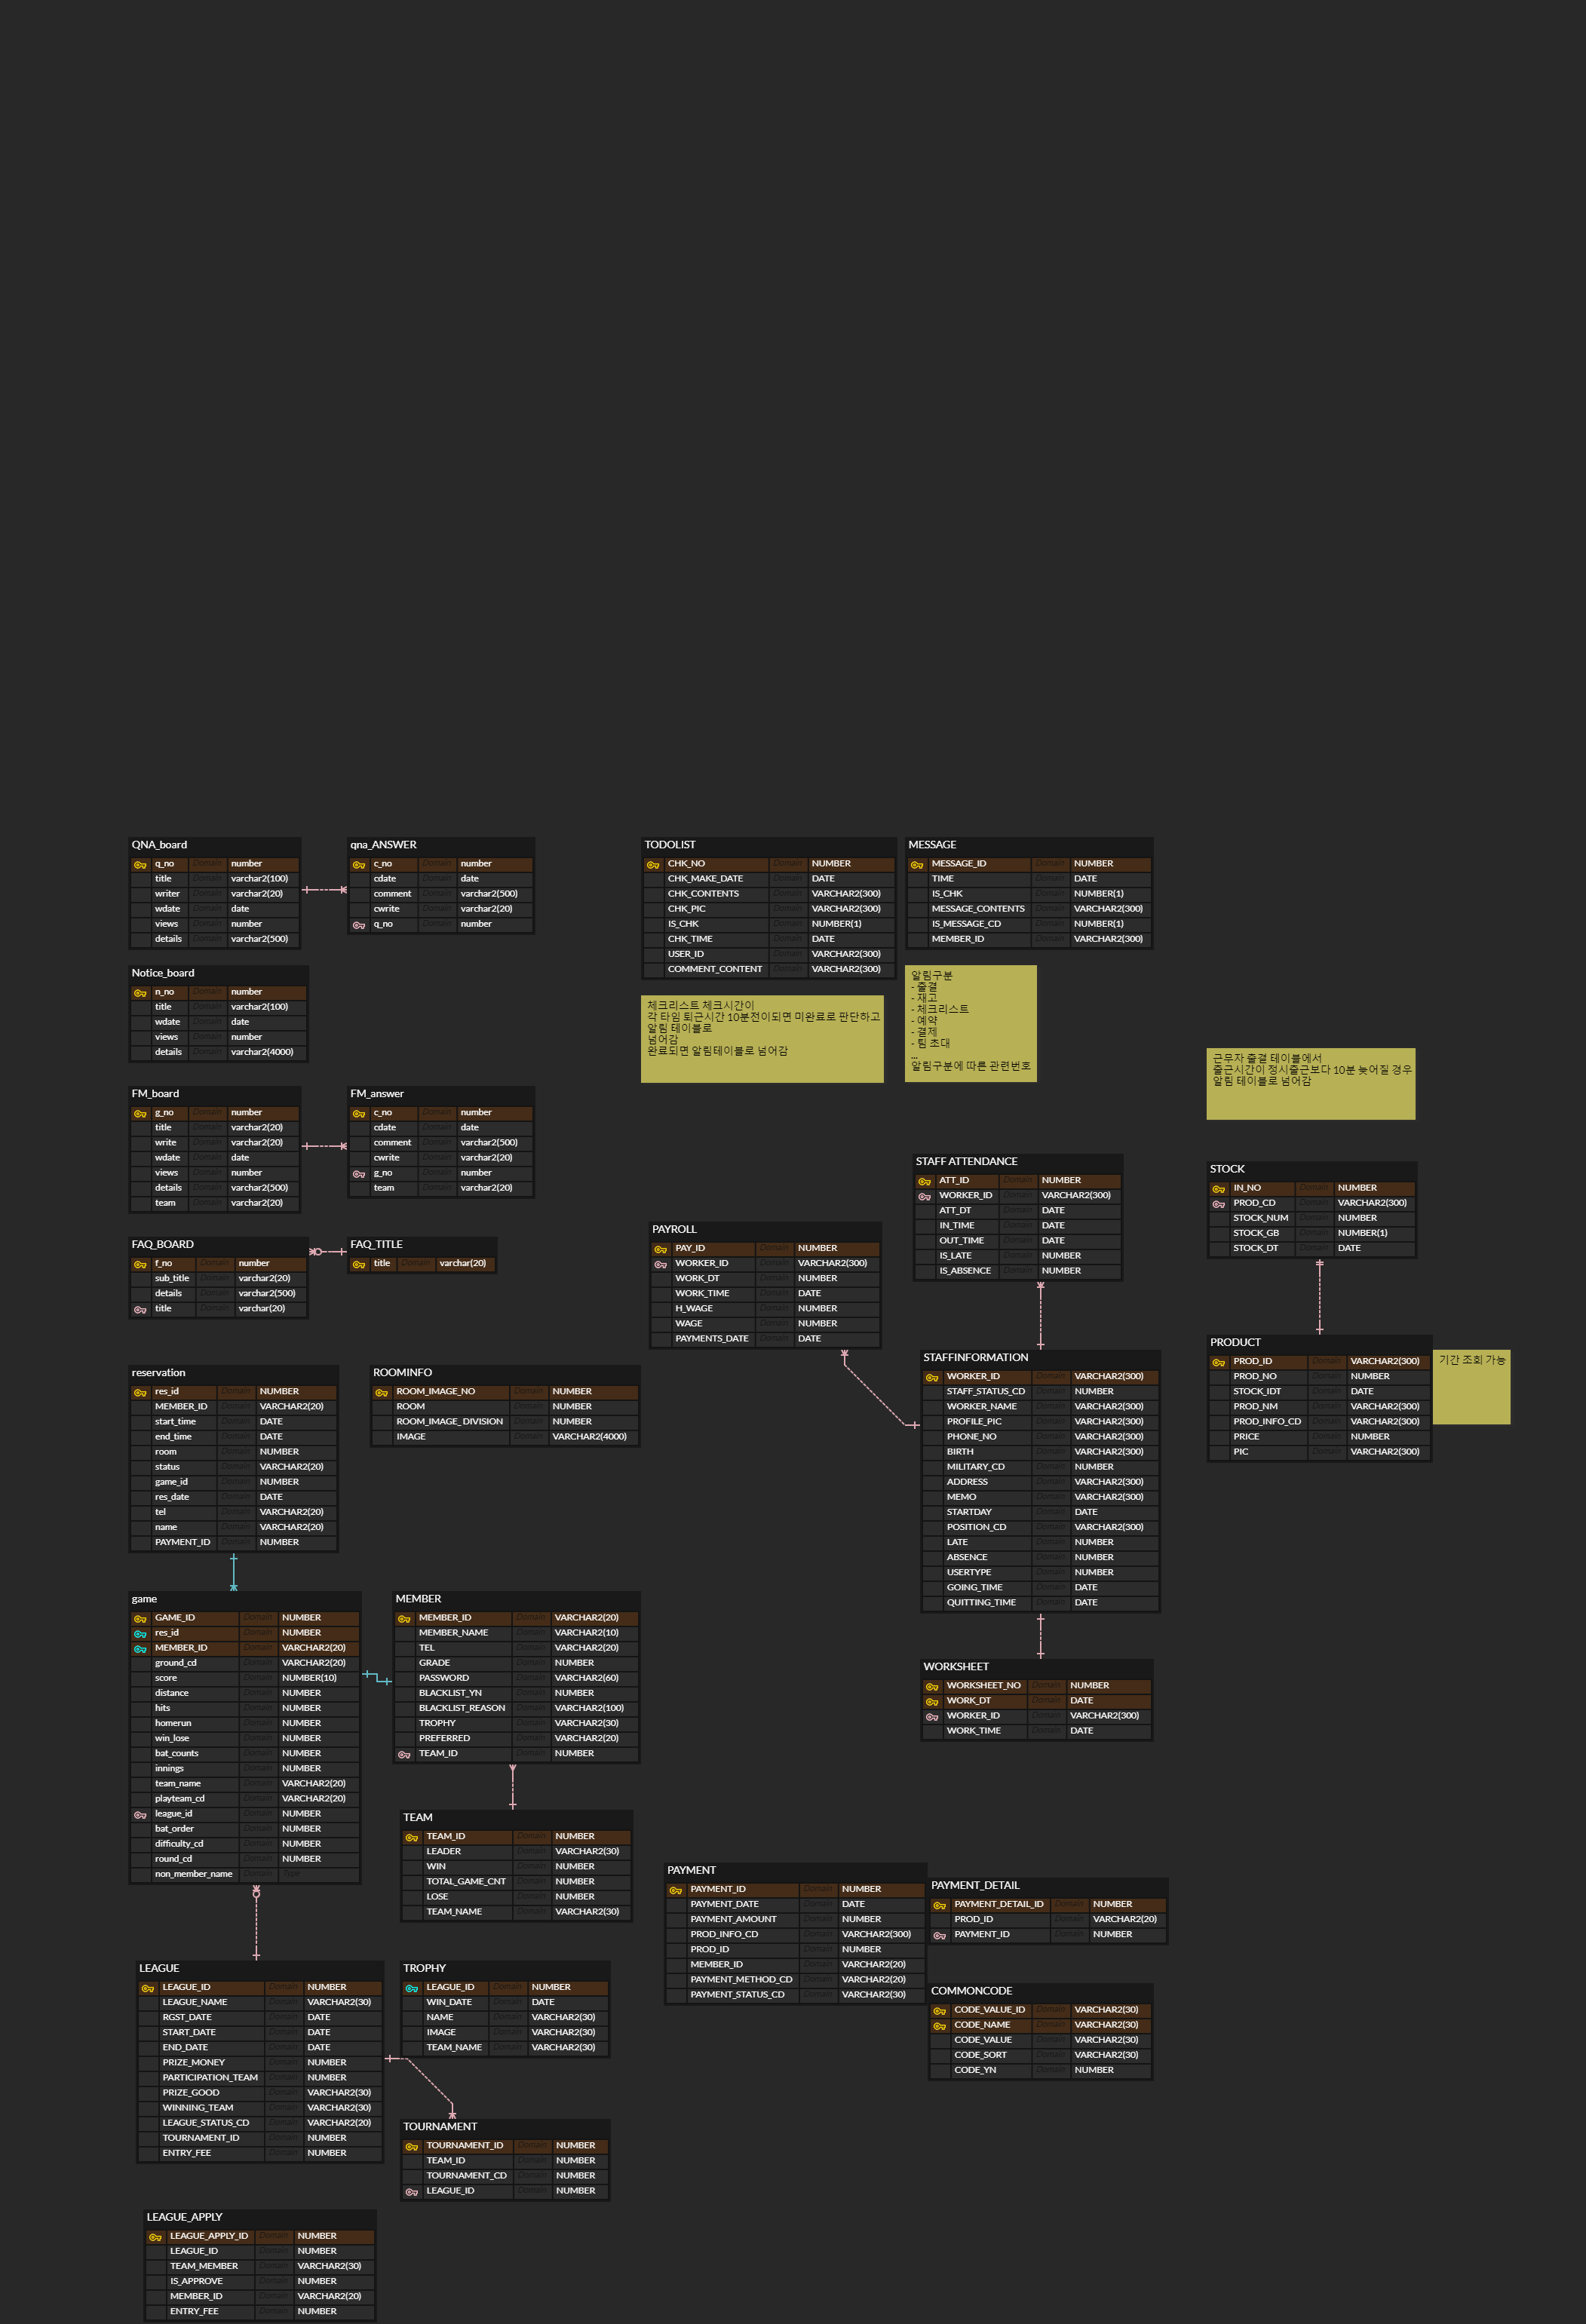 QNA_board
q_no Domain number
title Domain varchar2(100)
writer Domain varchar2(20)
wdate Domain date
views Domain number
details Domain varchar2(500)
qna_ANSWER
c_no Domain number
cdate Domain date
comment Domain varchar2(500)
cwrite Domain varchar2(20)
q_no Domain number
TODOLIST
CHK_NO Domain NUMBER
CHK_MAKE_DATE Domain DATE
CHK_CONTENTS Domain VARCHAR2(300)
CHK_PIC Domain VARCHAR2(300)
IS_CHK Domain NUMBER(1)
CHK_TIME Domain DATE
USER_ID Domain VARCHAR2(300)
COMMENT_CONTENT Domain VARCHAR2(300)
MESSAGE
MESSAGE_ID Domain NUMBER
TIME Domain DATE
IS_CHK Domain NUMBER(1)
MESSAGE_CONTENTS Domain VARCHAR2(300)
IS_MESSAGE_CD Domain NUMBER(1)
MEMBER_ID Domain VARCHAR2(300)
Notice_board
n_no Domain number
title Domain varchar2(100)
wdate Domain date
views Domain number
details Domain varchar2(4000)
체크리스트 체크시간이
각 타임 퇴근시간 10분전이되면 미완료로 판단하고
알림 테이블로
넘어감
완료되면 알림테이블로 넘어감
알림구분
- 출결
- 재고
- 체크리스트
- 예약
- 결제
- 팀 초대
...
알림구분에 따른 관련번호
근무자 출결 테이블에서
출근시간이 정시출근보다 10분 늦어질 경우
알림 테이블로 넘어감
FM_board
g_no Domain number
title Domain varchar2(20)
write Domain varchar2(20)
wdate Domain date
views Domain number
details Domain varchar2(500)
team Domain varchar2(20)
FM_answer
c_no Domain number
cdate Domain date
comment Domain varchar2(500)
cwrite Domain varchar2(20)
g_no Domain number
team Domain varchar2(20)
STAFF ATTENDANCE
ATT_ID Domain NUMBER
WORKER_ID Domain VARCHAR2(300)
ATT_DT Domain DATE
IN_TIME Domain DATE
OUT_TIME Domain DATE
IS_LATE Domain NUMBER
IS_ABSENCE Domain NUMBER
STOCK
IN_NO Domain NUMBER
PROD_CD Domain VARCHAR2(300)
STOCK_NUM Domain NUMBER
STOCK_GB Domain NUMBER(1)
STOCK_DT Domain DATE
FAQ_BOARD
f_no Domain number
sub_title Domain varchar2(20)
details Domain varchar2(500)
title Domain varchar(20)
FAQ_TITLE
title Domain varchar(20)
PAYROLL
PAY_ID Domain NUMBER
WORKER_ID Domain VARCHAR2(300)
WORK_DT Domain NUMBER
WORK_TIME Domain DATE
H_WAGE Domain NUMBER
WAGE Domain NUMBER
PAYMENTS_DATE Domain DATE
PRODUCT
PROD_ID Domain VARCHAR2(300)
PROD_NO Domain NUMBER
STOCK_IDT Domain DATE
PROD_NM Domain VARCHAR2(300)
PROD_INFO_CD Domain VARCHAR2(300)
PRICE Domain NUMBER
PIC Domain VARCHAR2(300)
기간 조회 가능
STAFFINFORMATION
WORKER_ID Domain VARCHAR2(300)
STAFF_STATUS_CD Domain NUMBER
WORKER_NAME Domain VARCHAR2(300)
PROFILE_PIC Domain VARCHAR2(300)
PHONE_NO Domain VARCHAR2(300)
BIRTH Domain VARCHAR2(300)
MILITARY_CD Domain NUMBER
ADDRESS Domain VARCHAR2(300)
MEMO Domain VARCHAR2(300)
STARTDAY Domain DATE
POSITION_CD Domain VARCHAR2(300)
LATE Domain NUMBER
ABSENCE Domain NUMBER
USERTYPE Domain NUMBER
GOING_TIME Domain DATE
QUITTING_TIME Domain DATE
reservation
res_id Domain NUMBER
MEMBER_ID Domain VARCHAR2(20)
start_time Domain DATE
end_time Domain DATE
room Domain NUMBER
status Domain VARCHAR2(20)
game_id Domain NUMBER
res_date Domain DATE
tel Domain VARCHAR2(20)
name Domain VARCHAR2(20)
PAYMENT_ID Domain NUMBER
ROOMINFO
ROOM_IMAGE_NO Domain NUMBER
ROOM Domain NUMBER
ROOM_IMAGE_DIVISION Domain NUMBER
IMAGE Domain VARCHAR2(4000)
game
GAME_ID Domain NUMBER
res_id Domain NUMBER
MEMBER_ID Domain VARCHAR2(20)
ground_cd Domain VARCHAR2(20)
score Domain NUMBER(10)
distance Domain NUMBER
hits Domain NUMBER
homerun Domain NUMBER
win_lose Domain NUMBER
bat_counts Domain NUMBER
innings Domain NUMBER
team_name Domain VARCHAR2(20)
playteam_cd Domain VARCHAR2(20)
league_id Domain NUMBER
bat_order Domain NUMBER
difficulty_cd Domain NUMBER
round_cd Domain NUMBER
non_member_name Domain Type
MEMBER
MEMBER_ID Domain VARCHAR2(20)
MEMBER_NAME Domain VARCHAR2(10)
TEL Domain VARCHAR2(20)
GRADE Domain NUMBER
PASSWORD Domain VARCHAR2(60)
BLACKLIST_YN Domain NUMBER
BLACKLIST_REASON Domain VARCHAR2(100)
TROPHY Domain VARCHAR2(30)
PREFERRED Domain VARCHAR2(20)
TEAM_ID Domain NUMBER
WORKSHEET
WORKSHEET_NO Domain NUMBER
WORK_DT Domain DATE
WORKER_ID Domain VARCHAR2(300)
WORK_TIME Domain DATE
TEAM
TEAM_ID Domain NUMBER
LEADER Domain VARCHAR2(30)
WIN Domain NUMBER
TOTAL_GAME_CNT Domain NUMBER
LOSE Domain NUMBER
TEAM_NAME Domain VARCHAR2(30)
PAYMENT
PAYMENT_ID Domain NUMBER
PAYMENT_DATE Domain DATE
PAYMENT_AMOUNT Domain NUMBER
PROD_INFO_CD Domain VARCHAR2(300)
PROD_ID Domain NUMBER
MEMBER_ID Domain VARCHAR2(20)
PAYMENT_METHOD_CD Domain VARCHAR2(20)
PAYMENT_STATUS_CD Domain VARCHAR2(30)
PAYMENT_DETAIL
PAYMENT_DETAIL_ID Domain NUMBER
PROD_ID Domain VARCHAR2(20)
PAYMENT_ID Domain NUMBER
COMMONCODE
CODE_VALUE_ID Domain VARCHAR2(30)
CODE_NAME Domain VARCHAR2(30)
CODE_VALUE Domain VARCHAR2(30)
CODE_SORT Domain VARCHAR2(30)
CODE_YN Domain NUMBER
LEAGUE
LEAGUE_ID Domain NUMBER
LEAGUE_NAME Domain VARCHAR2(30)
RGST_DATE Domain DATE
START_DATE Domain DATE
END_DATE Domain DATE
PRIZE_MONEY Domain NUMBER
PARTICIPATION_TEAM Domain NUMBER
PRIZE_GOOD Domain VARCHAR2(30)
WINNING_TEAM Domain VARCHAR2(30)
LEAGUE_STATUS_CD Domain VARCHAR2(20)
TOURNAMENT_ID Domain NUMBER
ENTRY_FEE Domain NUMBER
TROPHY
LEAGUE_ID Domain NUMBER
WIN_DATE Domain DATE
NAME Domain VARCHAR2(30)
IMAGE Domain VARCHAR2(30)
TEAM_NAME Domain VARCHAR2(30)
TOURNAMENT
TOURNAMENT_ID Domain NUMBER
TEAM_ID Domain NUMBER
TOURNAMENT_CD Domain NUMBER
LEAGUE_ID Domain NUMBER
LEAGUE_APPLY
LEAGUE_APPLY_ID Domain NUMBER
LEAGUE_ID Domain NUMBER
TEAM_MEMBER Domain VARCHAR2(30)
IS_APPROVE Domain NUMBER
MEMBER_ID Domain VARCHAR2(20)
ENTRY_FEE Domain NUMBER